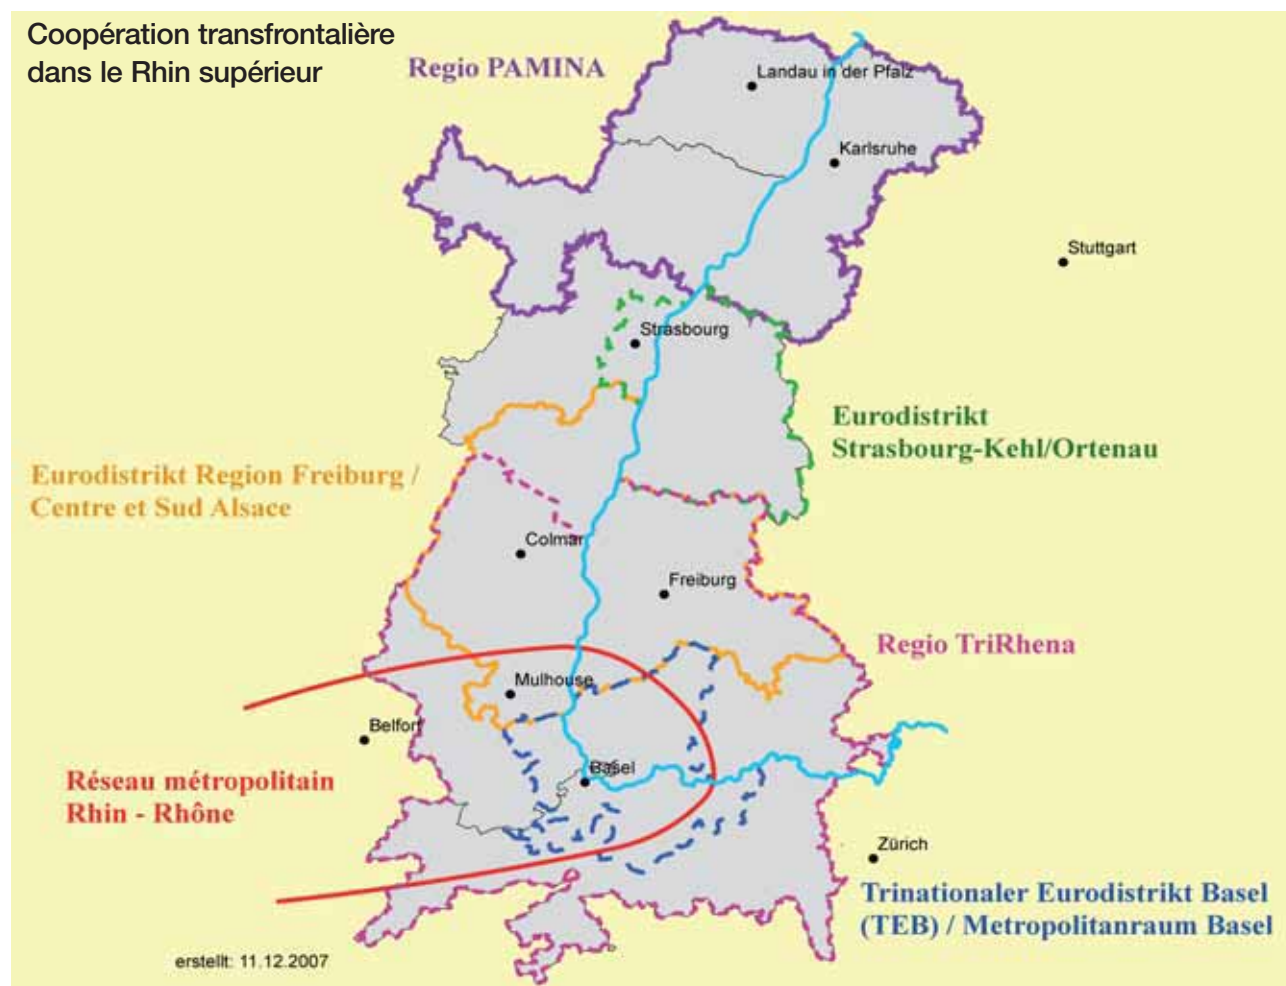 Coopération transfrontalière
dans le Rhin supérieur
Regio PAMINA
Landau in der Pfalz
Karlsruhe
Stuttgart
Strasbourg
Eurodistrikt
Strasbourg-Kehl/Ortenau
Eurodistrikt Region Freiburg /
Centre et Sud Alsace
Colmar
Freiburg
Regio TriRhena
Mulhouse
Belfort
Basel
Réseau métropolitain
Rhin - Rhône
Zürich
Trinationaler Eurodistrikt Basel
(TEB) / Metropolitanraum Basel
erstellt: 11.12.2007